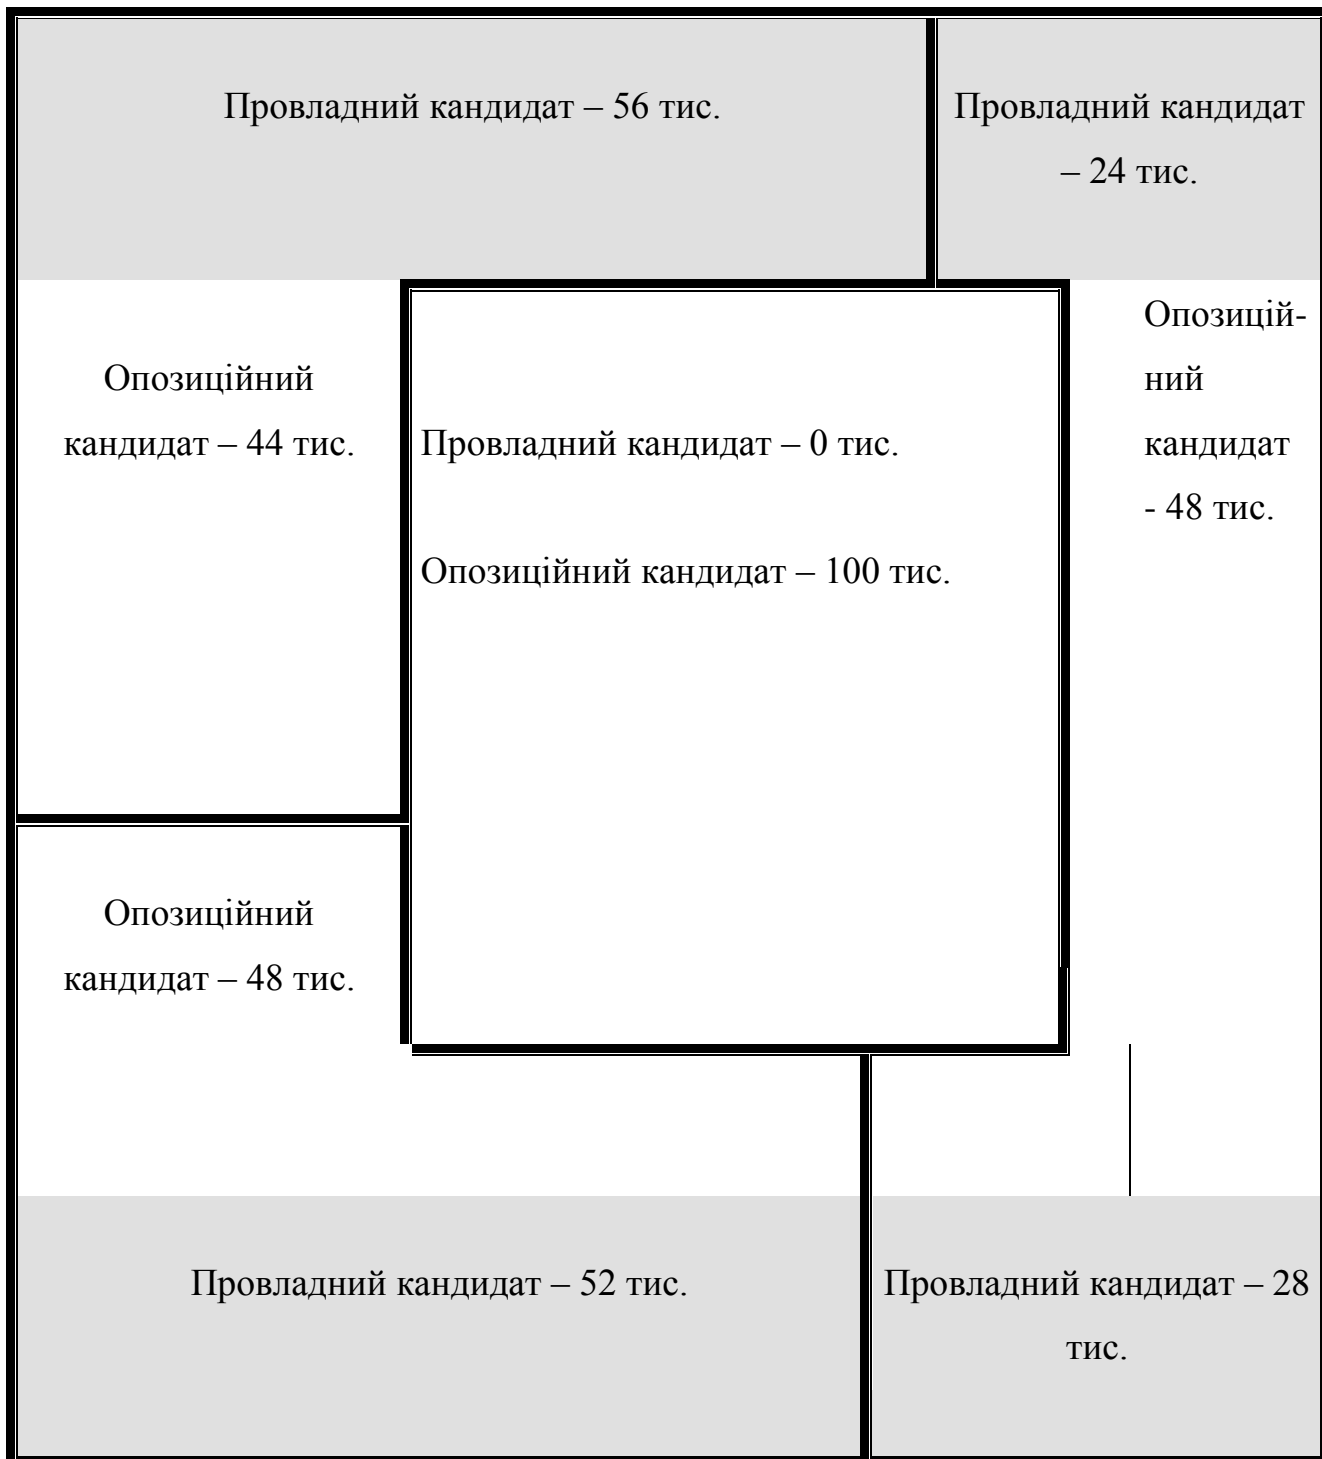 Провладний кандидат – 56 тис.
Провладний кандидат
– 24 тис.
Опозиційний
кандидат – 44 тис.
Провладний кандидат – 0 тис.
Опозиційний кандидат – 100 тис.
Опозицій-
ний
кандидат
- 48 тис.
Опозиційний
кандидат – 48 тис.
Провладний кандидат – 52 тис.
Провладний кандидат – 28
тис.